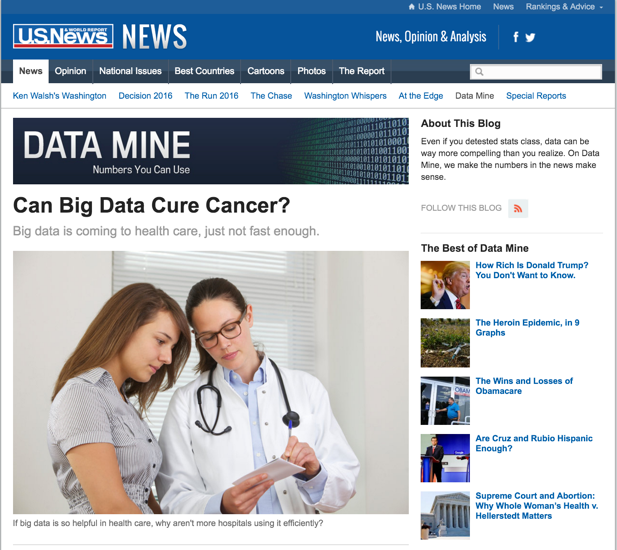 U.S. News Home News Rankings & Advice
U.S.News & WORLD REPORT NEWS
News, Opinion & Analysis
News Opinion National Issues Best Countries Cartoons Photos The Report
Ken Walsh's Washington Decision 2016 The Run 2016 The Chase Washington Whispers At the Edge Data Mine Special Reports
DATA MINE
Numbers You Can Use
Can Big Data Cure Cancer?
Big data is coming to health care, just not fast enough.
If big data is so helpful in health care, why aren't more hospitals using it efficiently?
About This Blog
Even if you detested stats class, data can be
way more compelling than you realize. On Data
Mine, we make the numbers in the news make
sense.
FOLLOW THIS BLOG
The Best of Data Mine
How Rich Is Donald Trump?
You Don't Want to Know.
The Heroin Epidemic, in 9
Graphs
The Wins and Losses of
Obamacare
Are Cruz and Rubio Hispanic
Enough?
Supreme Court and Abortion:
Why Whole Woman's Health v.
Hellerstedt Matters